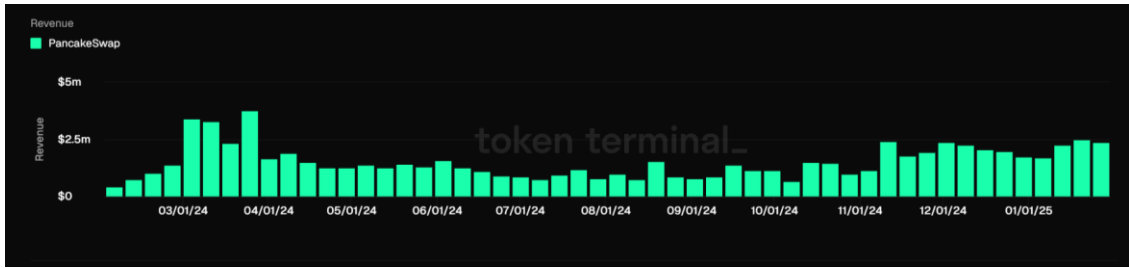 Revenue
PancakeSwap
$5m
$2.5m
$0
Revenue
token terminal_
03/01/24 04/01/24 05/01/24 06/01/24 07/01/24 08/01/24 09/01/24 10/01/24 11/01/24 12/01/24 01/01/25